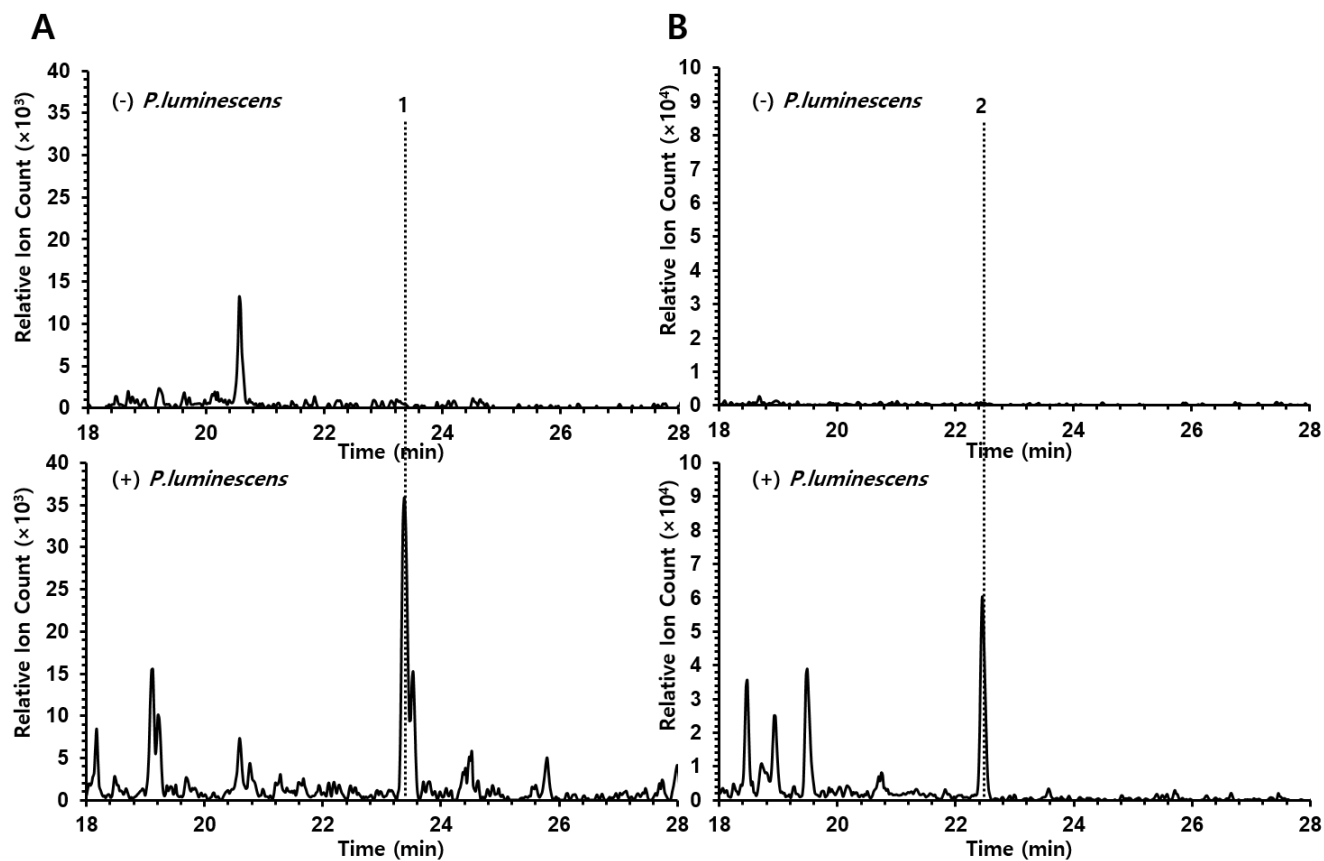 A
Relative Ion Count (×10³)
40
35
30
25
20
15
10
5
0
(-) P.luminescens
1
18 20 22 24 26 28
Time (min)
B
Relative Ion Count (×10⁴)
10
9
8
7
6
5
4
3
2
1
0
(-) P.luminescens
2
18 20 22 24 26 28
Time (min)
Relative Ion Count (×10³)
40
35
30
25
20
15
10
5
0
(+) P.luminescens
18 20 22 24 26 28
Time (min)
Relative Ion Count (×10⁴)
10
9
8
7
6
5
4
3
2
1
0
(+) P.luminescens
18 20 22 24 26 28
Time (min)